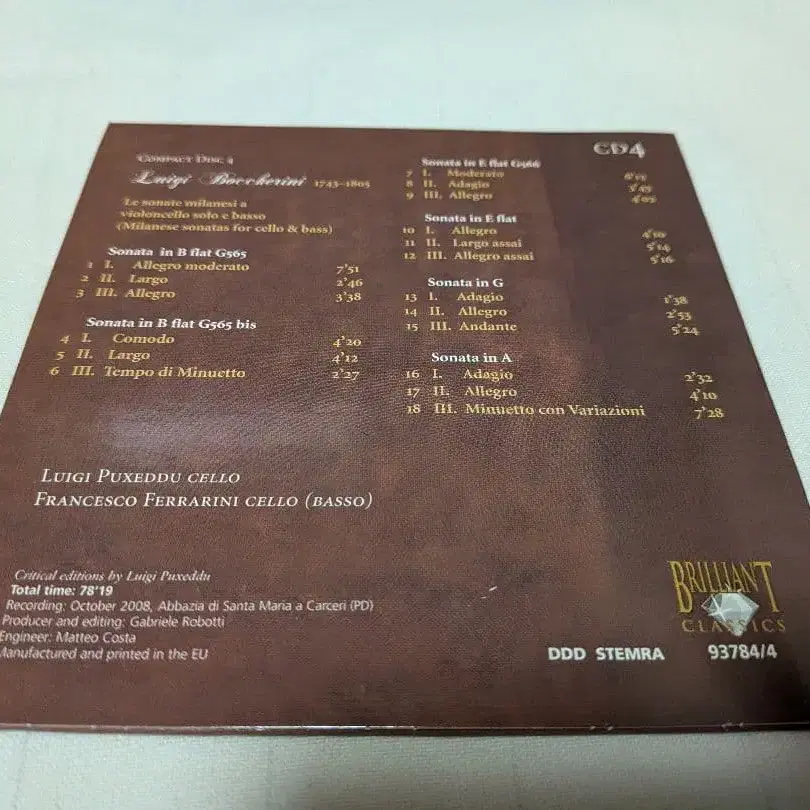 COMPACT DISC 4
Luigi Boccherini 1743-1805
Le sonate milanesi a
violoncello solo e basso
(Milanese sonatas for cello & bass)
Sonata in B flat G565
1 I. Allegro moderato 7'51
2 II. Largo 2'46
3 III. Allegro 3'38
Sonata in B flat G565 bis
4 I. Comodo 4'20
5 II. Largo 4'12
6 III. Tempo di Minuetto 2'27
CD4
Sonata in E flat G566
7 I. Moderato
8 II. Adagio
9 III. Allegro 4'02
Sonata in E flat
10 I. Allegro
11 II. Largo assai 5'14
12 III. Allegro assai 5'16
Sonata in G
13 I. Adagio 1'38
14 II. Allegro 2'53
15 III. Andante 5'24
Sonata in A
16 I. Adagio 2'32
17 II. Allegro 4'10
18 III. Minuetto con Variazioni 7'28
LUIGI PUXEDDU CELLO
FRANCESCO FERRARINI CELLO (BASSO)
Critical editions by Luigi Puxeddu
Total time: 78'19
Recording: October 2008, Abbazia di Santa Maria a Carceri (PD)
Producer and editing: Gabriele Robotti
Engineer: Matteo Costa
Manufactured and printed in the EU
BRILLIANT
CLASSICS
DDD STEMRA 93784/4